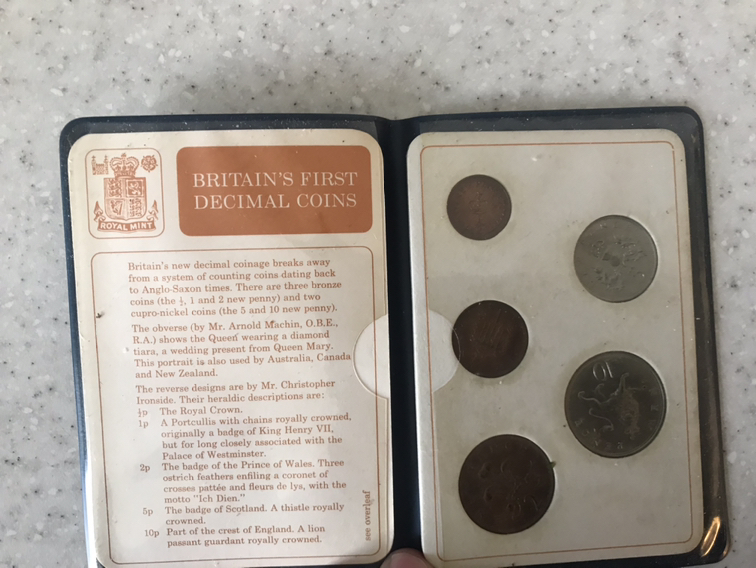 ROYAL MINT
BRITAIN'S FIRST
DECIMAL COINS
Britain's new decimal coinage breaks away
from a system of counting coins dating back
to Anglo-Saxon times. There are three bronze
coins (the ½, 1 and 2 new penny) and two
cupro-nickel coins (the 5 and 10 new penny).
The obverse (by Mr. Arnold Machin, O.B.E.,
R.A.) shows the Queen wearing a diamond
tiara, a wedding present from Queen Mary.
This portrait is also used by Australia, Canada
and New Zealand.
The reverse designs are by Mr. Christopher
Ironside. Their heraldic descriptions are:
½p The Royal Crown.
1p A Portcullis with chains royally crowned,
originally a badge of King Henry VII,
but for long closely associated with the
Palace of Westminster.
2p The badge of the Prince of Wales. Three
ostrich feathers enfiling a coronet of
crosses pattée and fleurs de lys, with the
motto "Ich Dien."
5p The badge of Scotland. A thistle royally
crowned.
10p Part of the crest of England. A lion
passant guardant royally crowned.
see overleaf
10